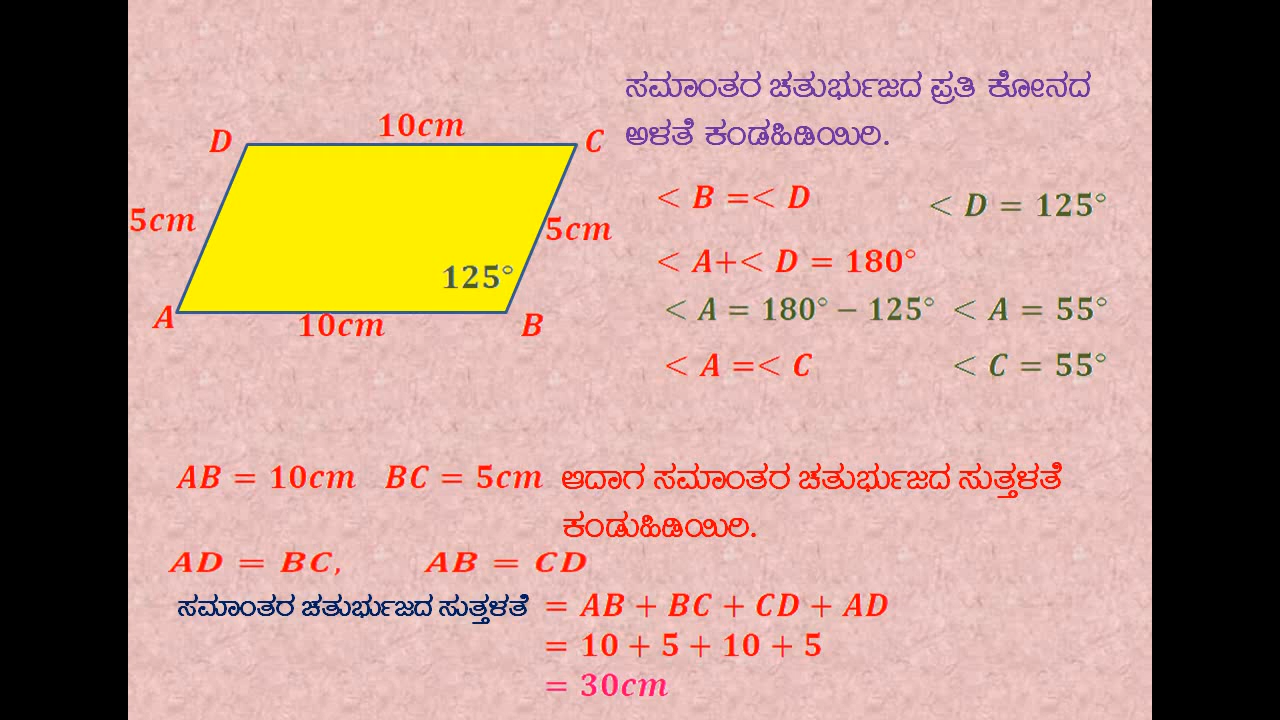 ಸಮಾಂತರ ಚತುರ್ಭುಜದ ಪ್ರತಿ ಕೋನದ
ಅಳತೆ ಕಂಡಹಿಡಿಯಿರಿ.
10cm
D
C
5cm
5cm
125°
A
10cm
B
< B =< D
< D = 125°
< A+< D = 180°
< A = 180° − 125° < A = 55°
< A =< C
< C = 55°
AB = 10cm BC = 5cm ಆದಾಗ ಸಮಾಂತರ ಚತುರ್ಭುಜದ ಸುತ್ತಳತೆ
ಕಂಡುಹಿಡಿಯಿರಿ.
AD = BC, AB = CD
ಸಮಾಂತರ ಚತುರ್ಭುಜದ ಸುತ್ತಳತೆ = AB + BC + CD + AD
= 10 + 5 + 10 + 5
= 30cm